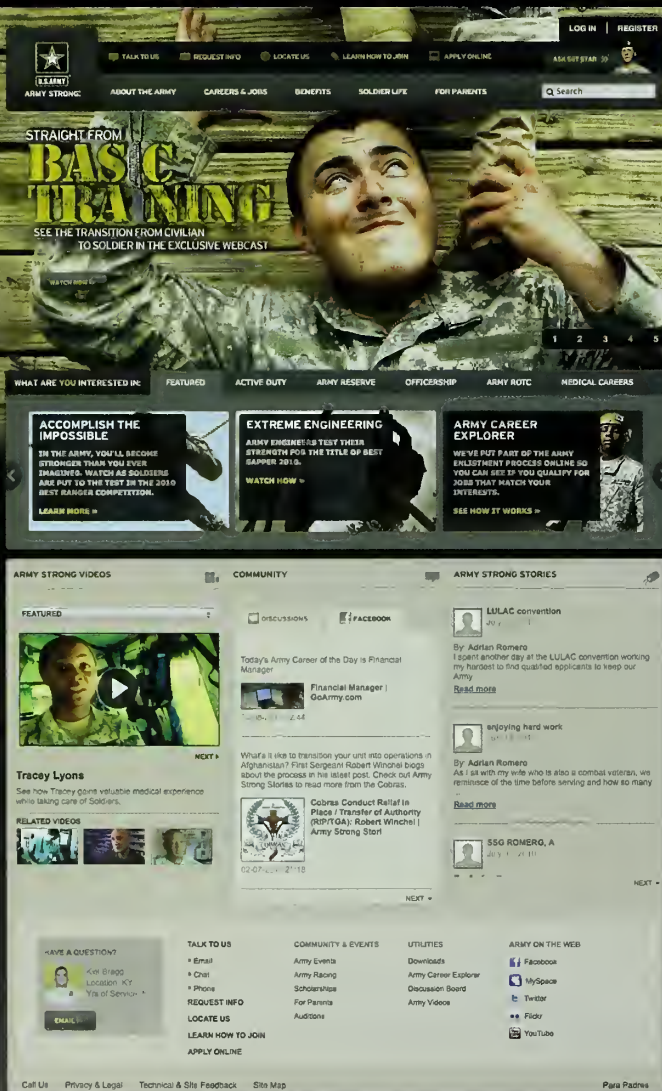 LOG IN | REGISTER
TALK TO US
REQUEST INFO
LOCATE US
LEARN HOW TO JOIN
APPLY ONLINE
ASK SGT STAR
U.S.ARMY
ARMY STRONG
ABOUT THE ARMY
CAREERS & JOBS
BENEFITS
SOLDIER LIFE
FOR PARENTS
Search
STRAIGHT FROM
BASIC
TRAINING
SEE THE TRANSITION FROM CIVILIAN
TO SOLDIER IN THE EXCLUSIVE WEBCAST
WATCH NOW
1 2 3 4 5
WHAT ARE YOU INTERESTED IN:
FEATURED
ACTIVE DUTY
ARMY RESERVE
OFFICERSHIP
ARMY ROTC
MEDICAL CAREERS
ACCOMPLISH THE
IMPOSSIBLE
IN THE ARMY, YOU'LL BECOME
STRONGER THAN YOU EVER
IMAGINED. WATCH AS SOLDIERS
ARE PUT TO THE TEST IN THE 2010
BEST RANGER COMPETITION.
LEARN MORE »
EXTREME ENGINEERING
ARMY ENGINEERS TEST THEIR
STRENGTH FOR THE TITLE OF BEST
SAPPER 2010.
WATCH NOW »
ARMY CAREER
EXPLORER
WE'VE PUT PART OF THE ARMY
ENLISTMENT PROCESS ONLINE SO
YOU CAN SEE IF YOU QUALIFY FOR
JOBS THAT MATCH YOUR
INTERESTS.
SEE HOW IT WORKS »
ARMY STRONG VIDEOS
FEATURED
NEXT
Tracey Lyons
See how Tracey gains valuable medical experience
while taking care of Soldiers.
RELATED VIDEOS
COMMUNITY
DISCUSSIONS
FACEBOOK
Today's Army Career of the Day is Financial
Manager
Financial Manager |
GoArmy.com
What's it like to transition your unit into operations in
Afghanistan? First Sergeant Robert Winchel blogs
about the process in his latest post. Check out Army
Strong Stories to read more from the Cobras.
Cobras Conduct Relief in
Place / Transfer of Authority
(RIP/TGA): Robert Winchel |
Army Strong Stori
NEXT
ARMY STRONG STORIES
LULAC convention
By: Adrian Romero
I spent another day at the LULAC convention working
my hardest to find qualified applicants to keep our
Army
Read more
enjoying hard work
By: Adrian Romero
As I sit with my wife who is also a combat veteran, we
reminisce of the time before serving and how so many
...
Read more
SSG ROMERO, A
NEXT
HAVE A QUESTION?
Kyle Bragg
Location: KY
Yrs of Service:
EMAIL
TALK TO US
Email
Chat
Phone
REQUEST INFO
LOCATE US
LEARN HOW TO JOIN
APPLY ONLINE
COMMUNITY & EVENTS
Army Events
Army Racing
Scholarships
For Parents
Auditions
UTILITIES
Downloads
Army Career Explorer
Discussion Board
Army Videos
ARMY ON THE WEB
Facebook
MySpace
Twitter
Flickr
YouTube
Call Us
Privacy & Legal
Technical & Site Feedback
Site Map
Para Padres